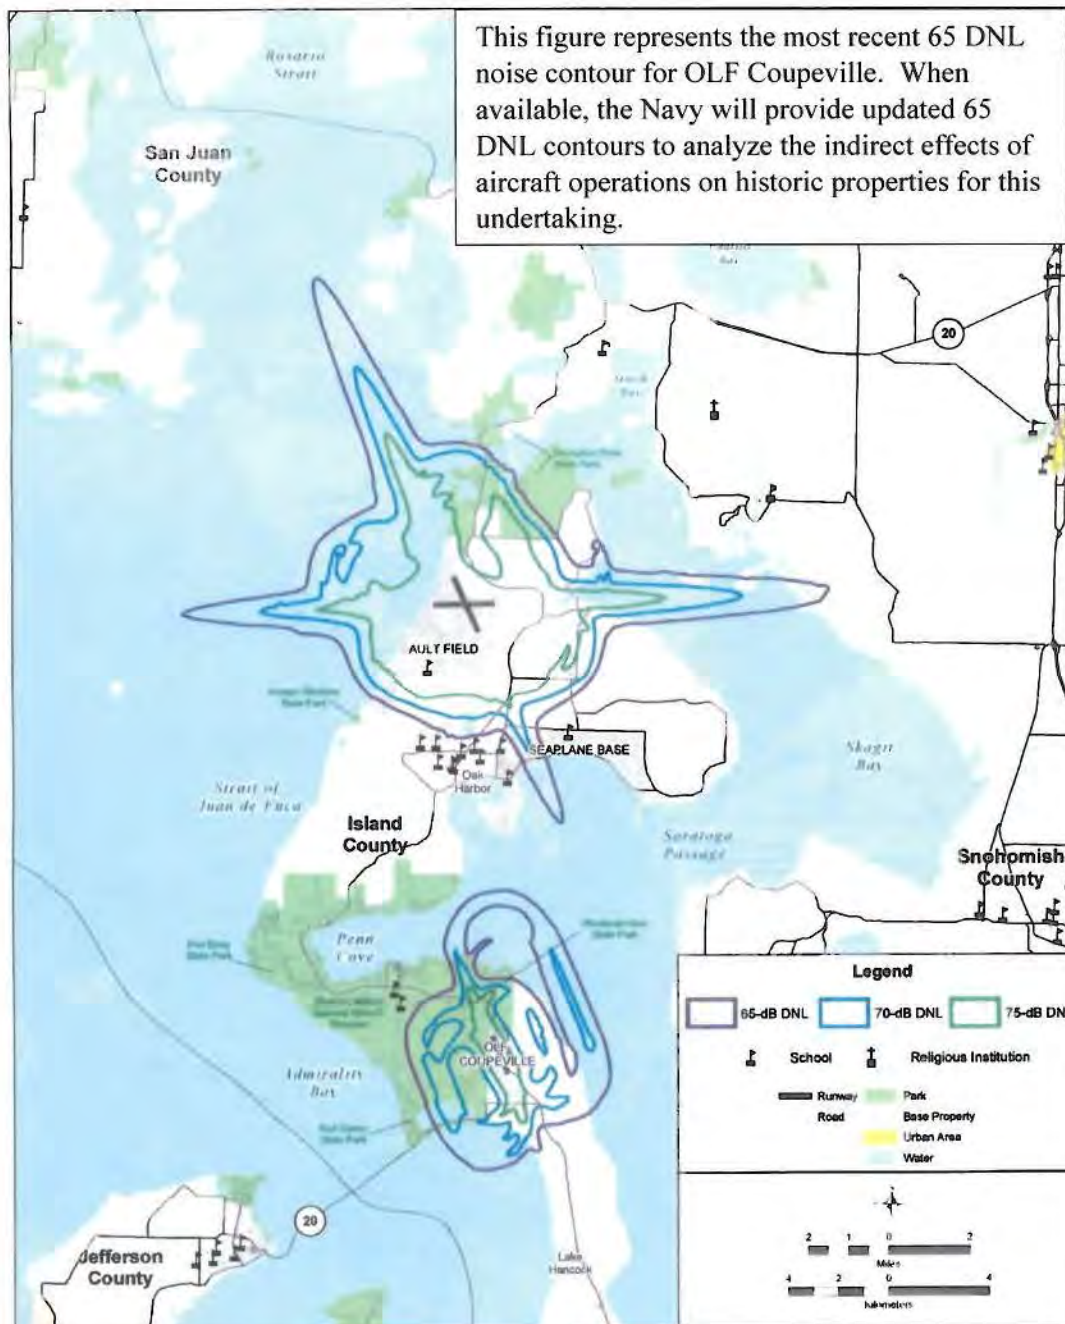 This figure represents the most recent 65 DNL
noise contour for OLF Coupeville. When
available, the Navy will provide updated 65
DNL contours to analyze the indirect effects of
aircraft operations on historic properties for this
undertaking.
Rosario
Strait
San Juan
County
20
AULT FIELD
SEAPLANE BASE
Oak
Harbor
Skagit
Bay
Strait of
Juan de Fuca
Island
County
Saratoga
Passage
Snohomish
County
Penn
Cove
OLF
COUPEVILLE
Admirality
Bay
State Park
20
Jefferson
County
Lake
Hancock
Legend
65-dB DNL
70-dB DNL
75-dB DN
School
Religious Institution
Runway
Park
Road
Base Property
Urban Area
Water
2 1 0 2
Miles
4 2 0 4
Kilometers